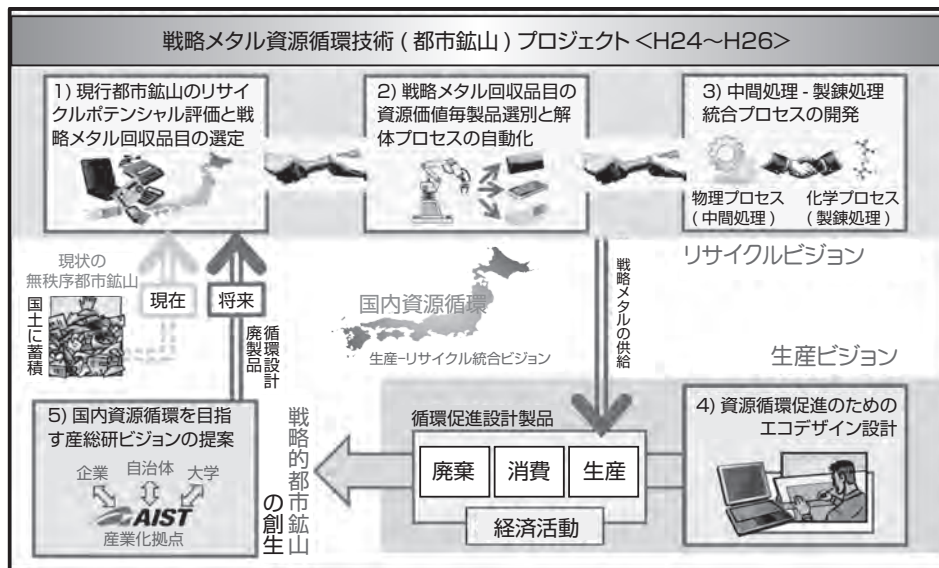 戦略メタル資源循環技術 ( 都市鉱山 ) プロジェクト <H24~H26>
1) 現行都市鉱山のリサ
イクルポテンシャル評価と戦
略メタル回収品目の選定
2) 戦略メタル回収品目の
資源価値毎製品選別と解
体プロセスの自動化
3) 中間処理 - 製錬処理
統合プロセスの開発
物理プロセス
( 中間処理 )
化学プロセス
( 製錬処理 )
リサイクルビジョン
現状の
無秩序都市鉱山
国土に蓄積
現在
将来
循環設計
廃製品
国内資源循環
生産-リサイクル統合ビジョン
戦略メタルの供給
生産ビジョン
5) 国内資源循環を目指
す産総研ビジョンの提案
企業
自治体
大学
AIST
産業化拠点
戦略的都市鉱山
の創生
循環促進設計製品
廃棄
消費
生産
経済活動
4) 資源循環促進のための
エコデザイン設計